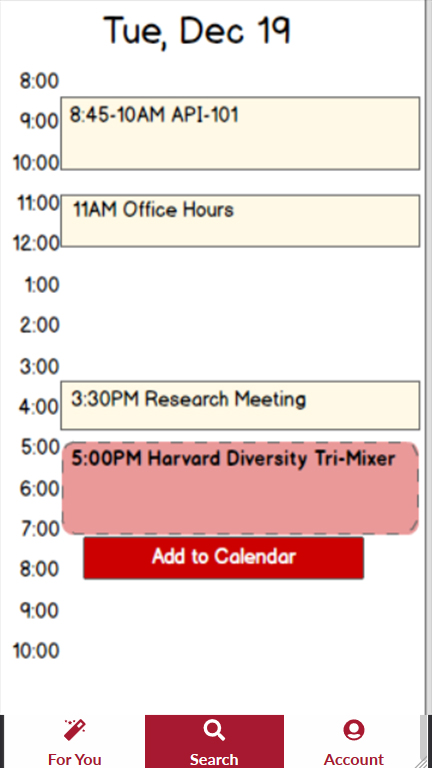 Tue, Dec 19
8:00
9:00
8:45-10AM API-101
10:00
11:00
11AM Office Hours
12:00
1:00
2:00
3:00
3:30PM Research Meeting
4:00
5:00
5:00PM Harvard Diversity Tri-Mixer
6:00
7:00
Add to Calendar
8:00
9:00
10:00
For You
Search
Account